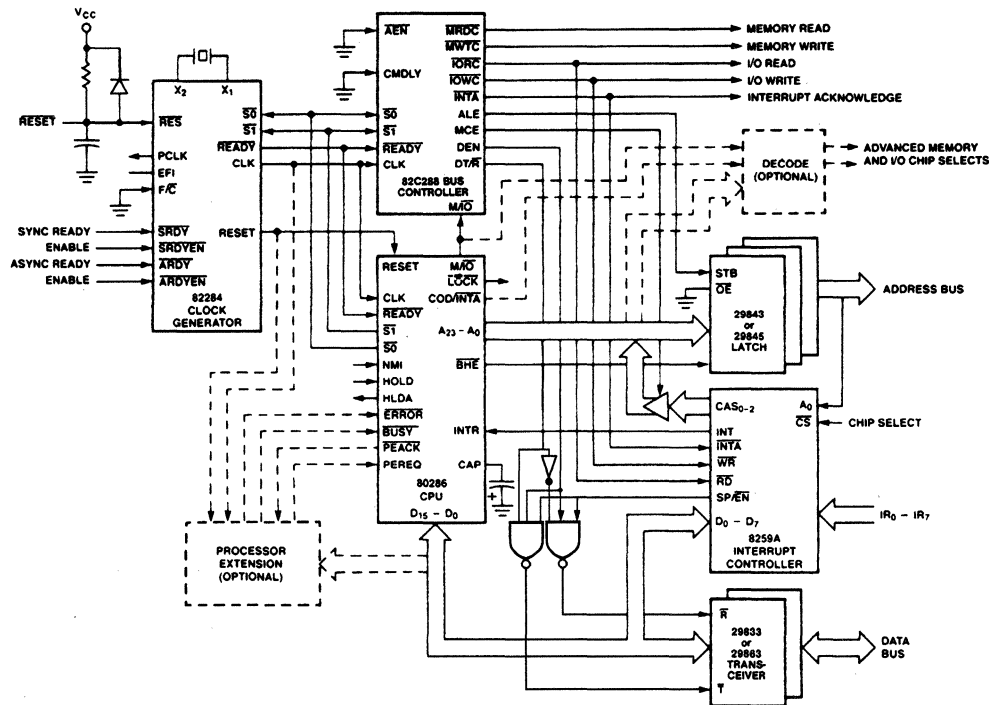 VCC
X2
X1
RESET
RES
PCLK
EFI
F/C
SYNC READY
ENABLE
ASYNC READY
ENABLE
SRDY
SRDYEN
ARDY
ARDYEN
S0
S1
READY
CLK
RESET
82284
CLOCK
GENERATOR
AEN
CMDLY
S0
S1
READY
CLK
MRDC
MWTC
IORC
IOWC
INTA
ALE
MCE
DEN
DT/R
82C288 BUS
CONTROLLER
M/IO
MEMORY READ
MEMORY WRITE
I/O READ
I/O WRITE
INTERRUPT ACKNOWLEDGE
DECODE
(OPTIONAL)
ADVANCED MEMORY
AND I/O CHIP SELECTS
RESET
CLK
READY
S1
S0
NMI
HOLD
HLDA
ERROR
BUSY
PEACK
PEREQ
M/IO
LOCK
COD/INTA
A23 – A0
BHE
INTR
CAP
+
80286
CPU
D15 – D0
STB
OE
29843
or
29845
LATCH
ADDRESS BUS
CAS0-2
INT
INTA
WR
RD
SP/EN
D0 – D7
A0
CS
CHIP SELECT
IR0 – IR7
8259A
INTERRUPT
CONTROLLER
PROCESSOR
EXTENSION
(OPTIONAL)
R
29833
or
29863
TRANS-
CEIVER
T
DATA
BUS